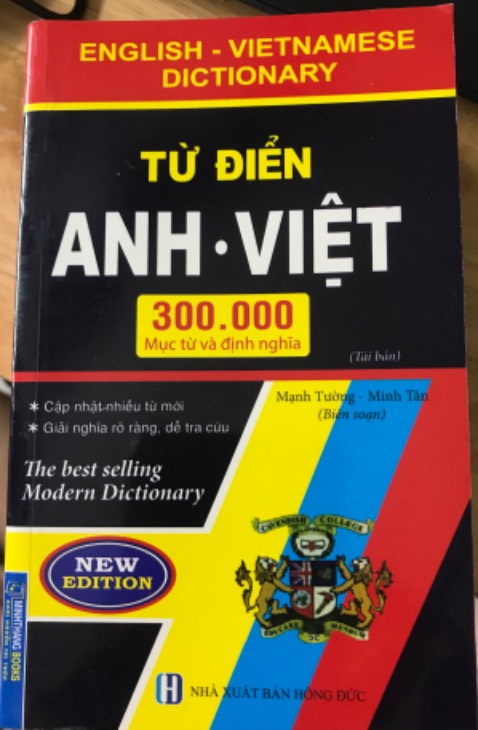 ENGLISH - VIETNAMESE
DICTIONARY
TỪ ĐIỂN
ANH · VIỆT
300.000
Mục từ và định nghĩa
(Tái bản)
Mạnh Tường - Minh Tân
(Biên soạn)
✶ Cập nhật-nhiều từ mới
✶ Giải nghĩa rõ ràng, dễ tra cứu
The best selling
Modern Dictionary
CAVENDISH COLLEGE
NEW
EDITION
MINHTHANG BOOKS
H NHÀ XUẤT BẢN HỒNG ĐỨC